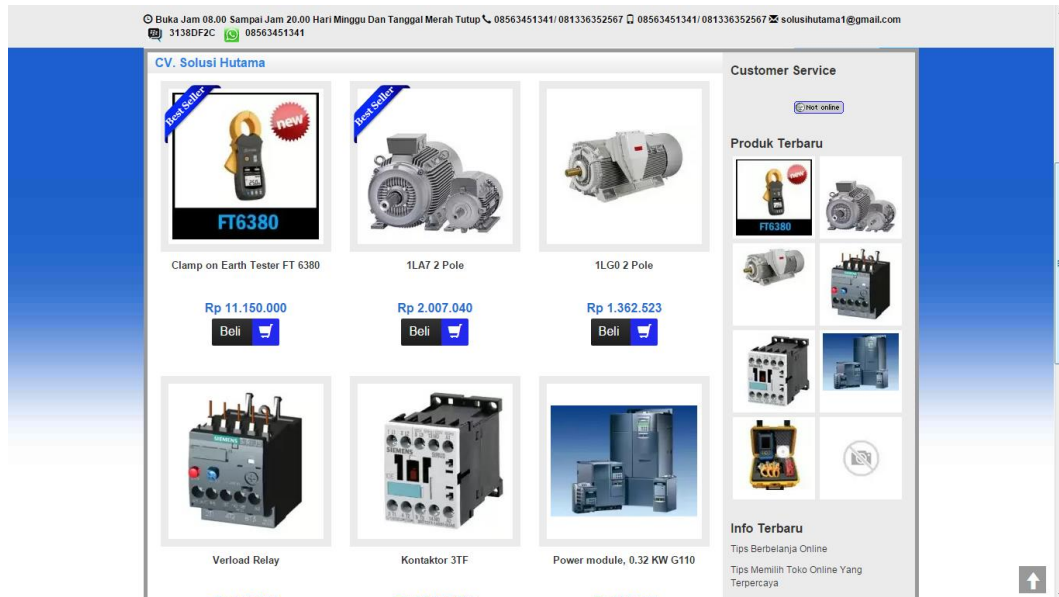 Buka Jam 08.00 Sampai Jam 20.00 Hari Minggu Dan Tanggal Merah Tutup 08563451341/ 081336352567 08563451341/ 081336352567 solusihutama1@gmail.com
3138DF2C 08563451341
CV. Solusi Hutama
Best Seller
new
FT6380
Best Seller
Clamp on Earth Tester FT 6380
1LA7 2 Pole
1LG0 2 Pole
Rp 11.150.000
Rp 2.007.040
Rp 1.362.523
Beli
Beli
Beli
SIEMENS
SIEMENS
Verload Relay
Kontaktor 3TF
Power module, 0.32 KW G110
Customer Service
Not online
Produk Terbaru
new
FT6380
Info Terbaru
Tips Berbelanja Online
Tips Memilih Toko Online Yang
Terpercaya